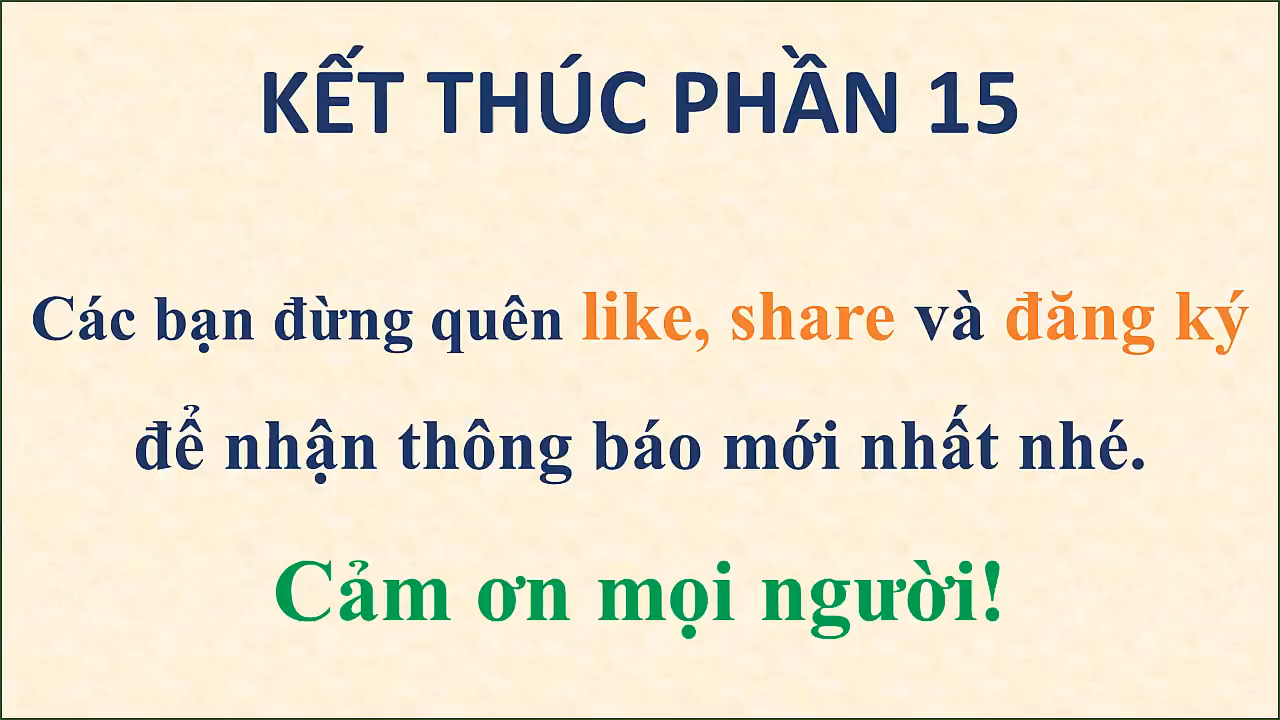 KẾT THÚC PHẦN 15
Các bạn đừng quên like, share và đăng ký
để nhận thông báo mới nhất nhé.
Cảm ơn mọi người!